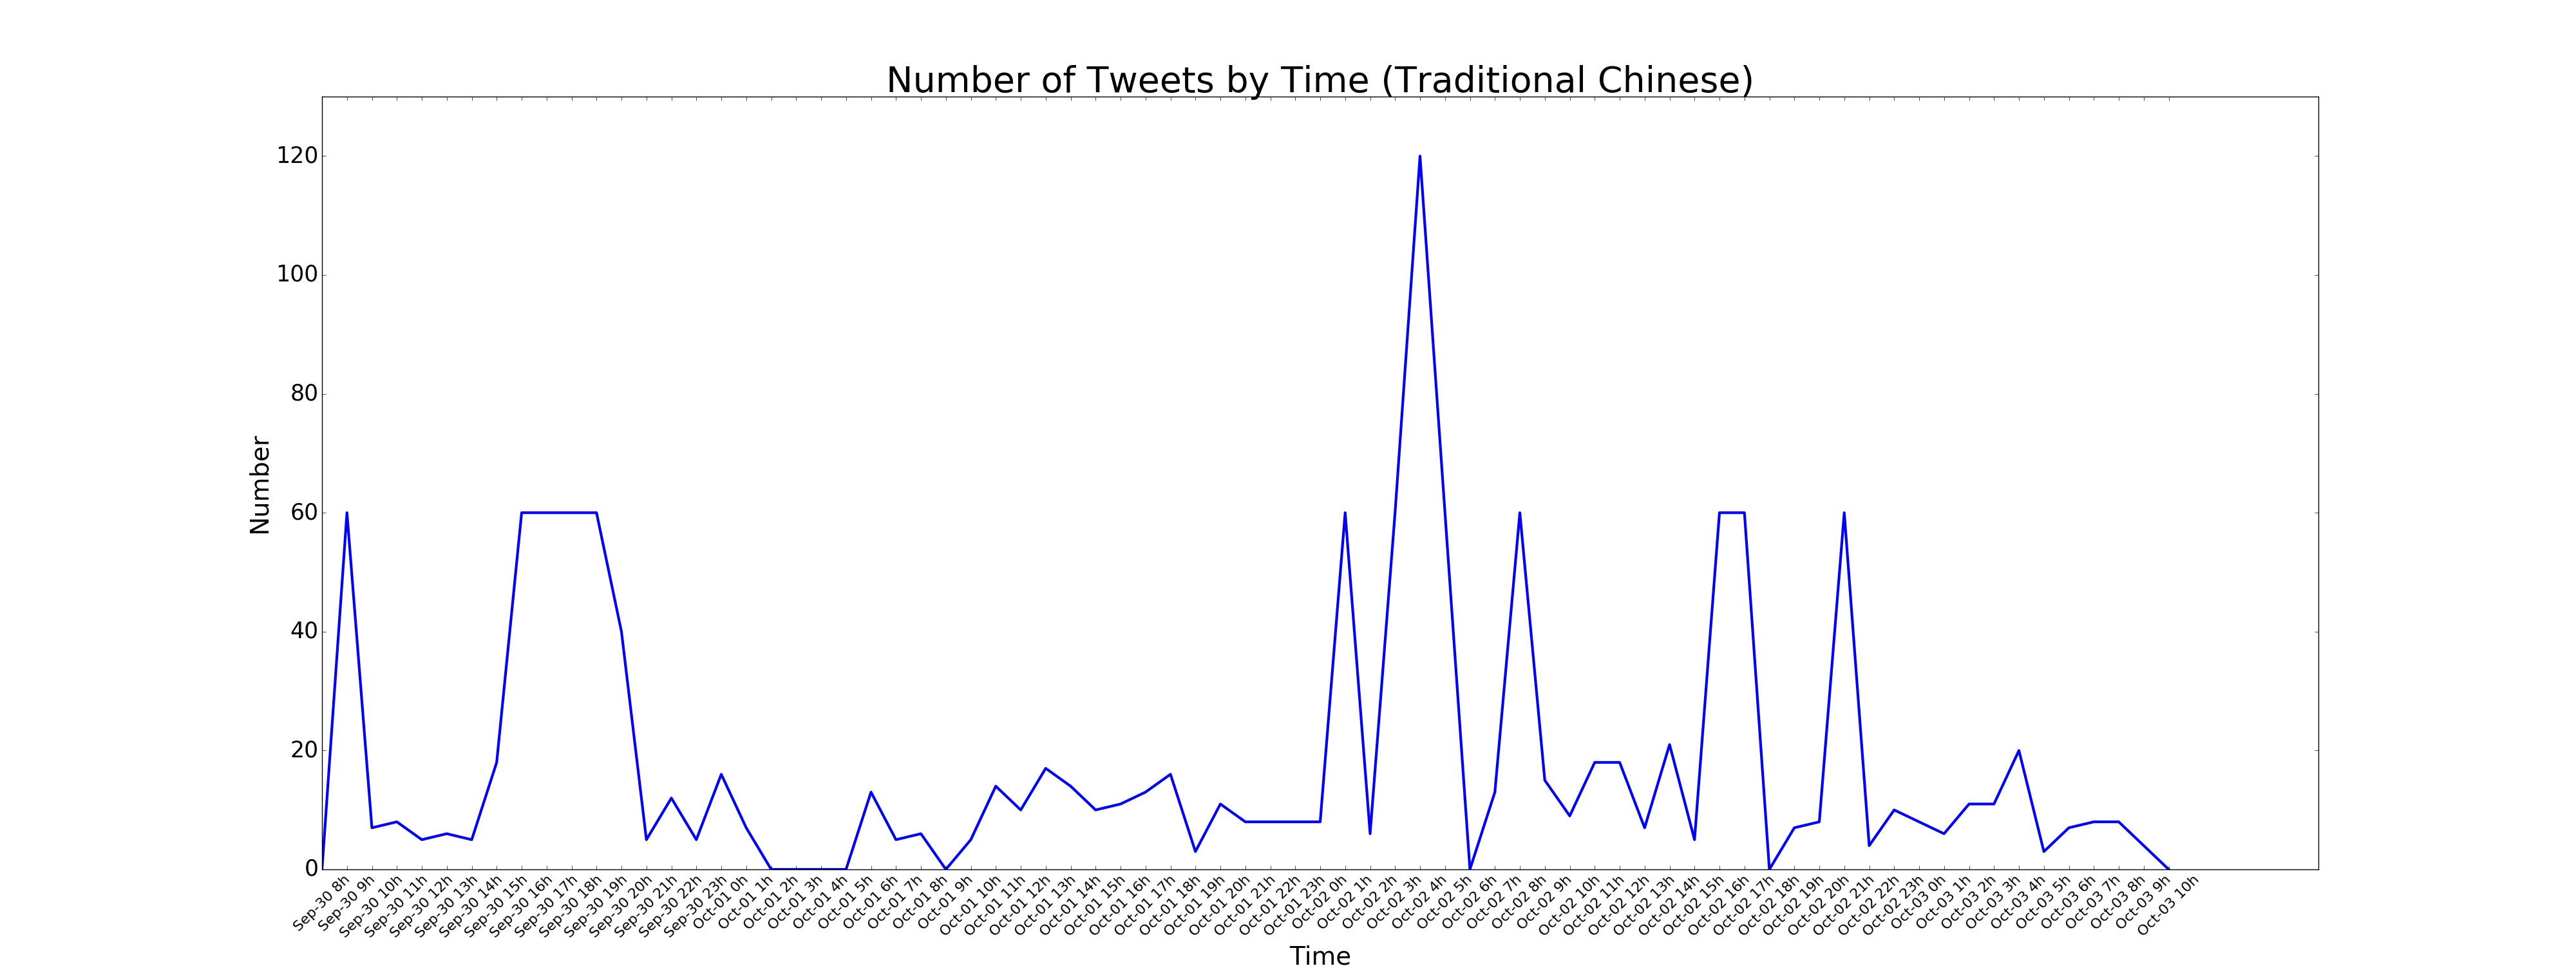 Number of Tweets by Time (Traditional Chinese)
120
100
80
60
40
20
0
Number
Sep-30 8h
Sep-30 9h
Sep-30 10h
Sep-30 11h
Sep-30 12h
Sep-30 13h
Sep-30 14h
Sep-30 15h
Sep-30 16h
Sep-30 17h
Sep-30 18h
Sep-30 19h
Sep-30 20h
Sep-30 21h
Sep-30 22h
Sep-30 23h
Oct-01 0h
Oct-01 1h
Oct-01 2h
Oct-01 3h
Oct-01 4h
Oct-01 5h
Oct-01 6h
Oct-01 7h
Oct-01 8h
Oct-01 9h
Oct-01 10h
Oct-01 11h
Oct-01 12h
Oct-01 13h
Oct-01 14h
Oct-01 15h
Oct-01 16h
Oct-01 17h
Oct-01 18h
Oct-01 19h
Oct-01 20h
Oct-01 21h
Oct-01 22h
Oct-01 23h
Oct-02 0h
Oct-02 1h
Oct-02 2h
Oct-02 3h
Oct-02 4h
Oct-02 5h
Oct-02 6h
Oct-02 7h
Oct-02 8h
Oct-02 9h
Oct-02 10h
Oct-02 11h
Oct-02 12h
Oct-02 13h
Oct-02 14h
Oct-02 15h
Oct-02 16h
Oct-02 17h
Oct-02 18h
Oct-02 19h
Oct-02 20h
Oct-02 21h
Oct-02 22h
Oct-02 23h
Oct-03 0h
Oct-03 1h
Oct-03 2h
Oct-03 3h
Oct-03 4h
Oct-03 5h
Oct-03 6h
Oct-03 7h
Oct-03 8h
Oct-03 9h
Oct-03 10h
Time